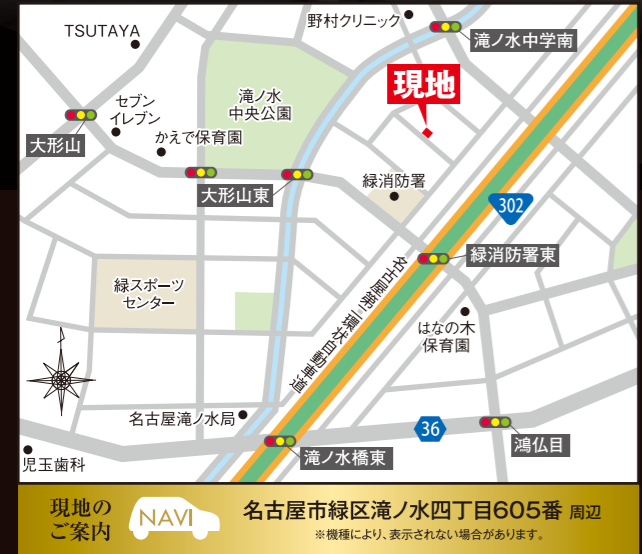 TSUTAYA
野村クリニック
滝ノ水中学南
現地
滝ノ水
中央公園
セブン
イレブン
かえで保育園
大形山
大形山東
緑消防署
302
緑消防署東
名古屋第二環状自動車道
緑スポーツ
センター
はなの木
保育園
名古屋滝ノ水局
36
児玉歯科
滝ノ水橋東
鴻仏目
現地の
ご案内
NAVI
名古屋市緑区滝ノ水四丁目605番 周辺
※機種により、表示されない場合があります。